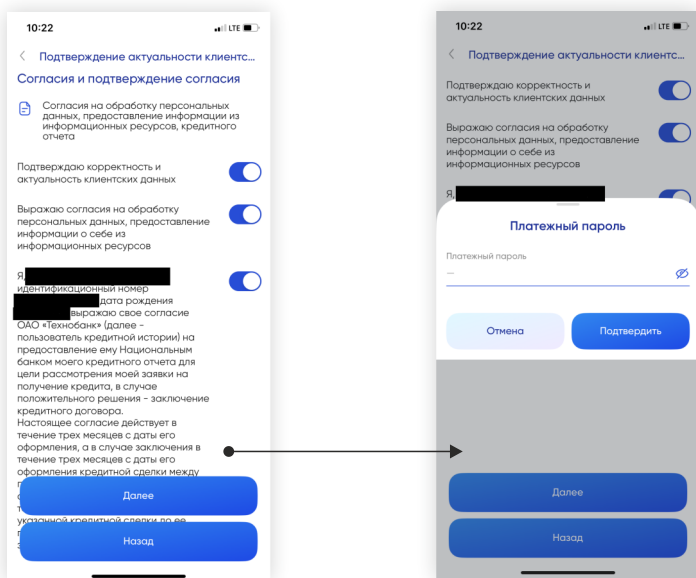 10:22
LTE
Подтверждение актуальности клиентс...
Согласия и подтверждение согласия
Согласия на обработку персональных
данных, предоставление информации из
информационных ресурсов, кредитного
отчета
Подтверждаю корректность и
актуальность клиентских данных
Выражаю согласия на обработку
персональных данных, предоставление
информации о себе из
информационных ресурсов
Я,
идентификационный номер
дата рождения
выражаю свое согласие
ОАО «Технобанк» (далее –
пользователь кредитной истории) на
предоставление ему Национальным
банком моего кредитного отчета для
цели рассмотрения моей заявки на
получение кредита, в случае
положительного решения – заключение
кредитного договора.
Настоящее согласие действует в
течение трех месяцев с даты его
оформления, а в случае заключения в
течение трех месяцев с даты его
оформления кредитной сделки между
Далее
указанной кредитной сделки до ее
Назад
10:22
LTE
Подтверждение актуальности клиентс...
Подтверждаю корректность и
актуальность клиентских данных
Выражаю согласия на обработку
персональных данных, предоставление
информации о себе из
информационных ресурсов
Я,
Платежный пароль
Платежный пароль
Отмена
Подтвердить
Далее
Назад